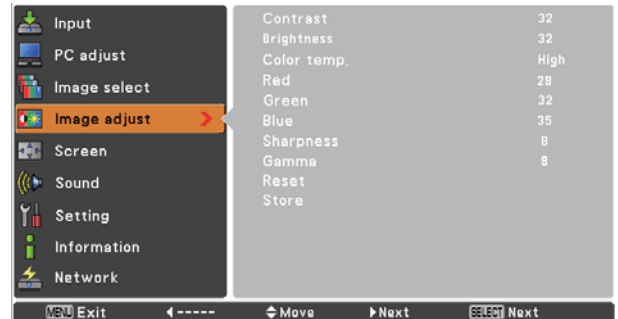 Input
PC adjust
Image select
Image adjust
Screen
Sound
Setting
Information
Network
Contrast 32
Brightness 32
Color temp. High
Red 28
Green 32
Blue 35
Sharpness 8
Gamma 8
Reset
Store
MENU Exit ◀----- ◆Move ▶Next SELECT Next